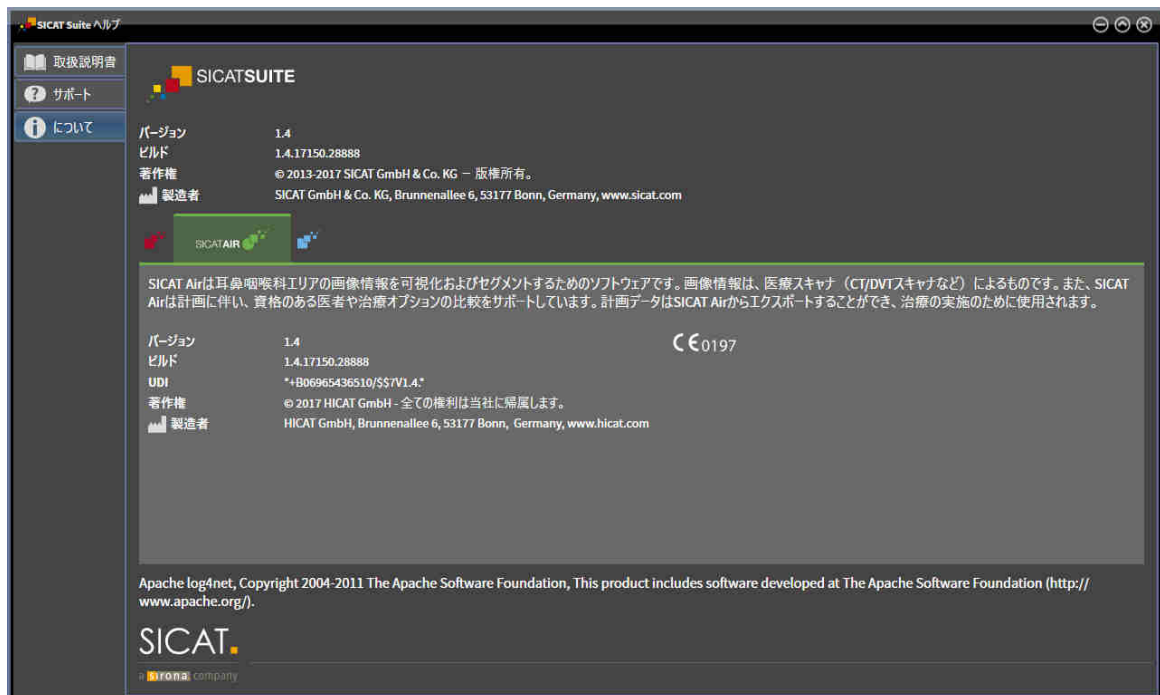 SICAT Suite ヘルプ
取扱説明書
サポート
について
SICATSUITE
バージョン 1.4
ビルド 1.4.17150.28888
著作権 © 2013-2017 SICAT GmbH & Co. KG － 版権所有。
製造者 SICAT GmbH & Co. KG, Brunnenallee 6, 53177 Bonn, Germany, www.sicat.com
SICATAIR
SICAT Airは耳鼻咽喉科エリアの画像情報を可視化およびセグメントするためのソフトウェアです。画像情報は、医療スキャナ（CT/DVTスキャナなど）によるものです。また、SICAT
Airは計画に伴い、資格のある医者や治療オプションの比較をサポートしています。計画データはSICAT Airからエクスポートすることができ、治療の実施のために使用されます。
バージョン 1.4
CE0197
ビルド 1.4.17150.28888
UDI *+B06965436510/$$7V1.4.*
著作権 © 2017 HICAT GmbH - 全ての権利は当社に帰属します。
製造者 HICAT GmbH, Brunnenallee 6, 53177 Bonn, Germany, www.hicat.com
Apache log4net, Copyright 2004-2011 The Apache Software Foundation, This product includes software developed at The Apache Software Foundation (http://
www.apache.org/).
SICAT.
a sirona company